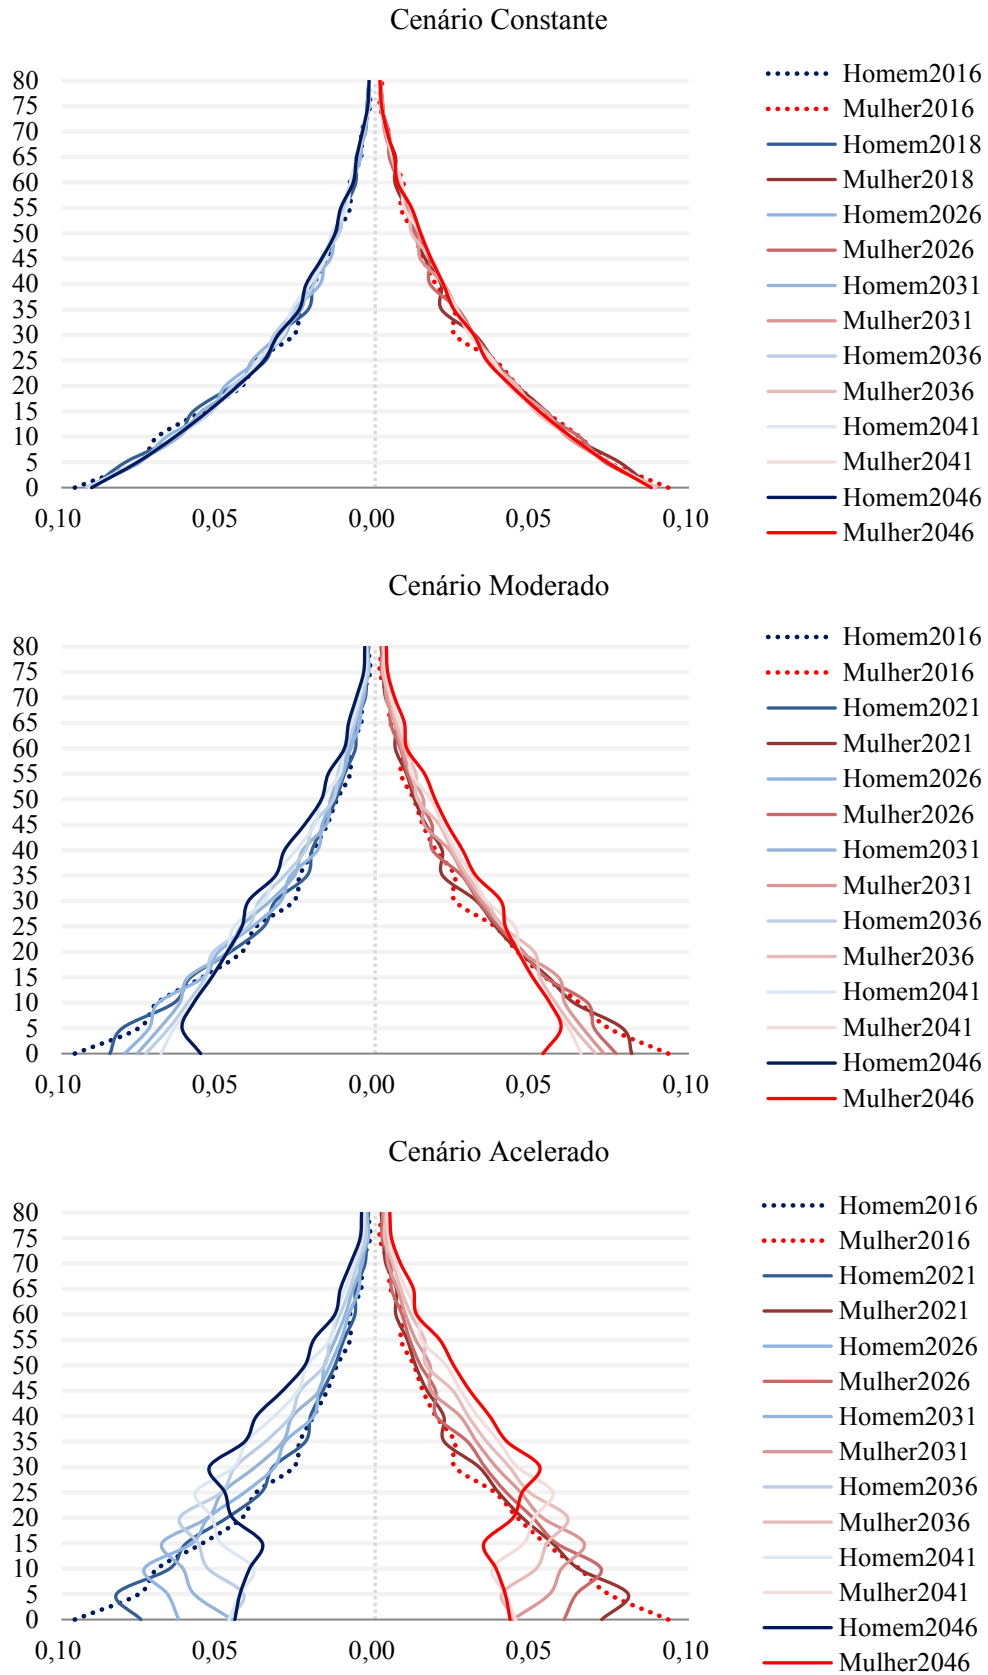 Cenário Constante
80
75
70
65
60
55
50
45
40
35
30
25
20
15
10
5
0
0,10 0,05 0,00 0,05 0,10
Homem2016
Mulher2016
Homem2018
Mulher2018
Homem2026
Mulher2026
Homem2031
Mulher2031
Homem2036
Mulher2036
Homem2041
Mulher2041
Homem2046
Mulher2046
Cenário Moderado
80
75
70
65
60
55
50
45
40
35
30
25
20
15
10
5
0
0,10 0,05 0,00 0,05 0,10
Homem2016
Mulher2016
Homem2021
Mulher2021
Homem2026
Mulher2026
Homem2031
Mulher2031
Homem2036
Mulher2036
Homem2041
Mulher2041
Homem2046
Mulher2046
Cenário Acelerado
80
75
70
65
60
55
50
45
40
35
30
25
20
15
10
5
0
0,10 0,05 0,00 0,05 0,10
Homem2016
Mulher2016
Homem2021
Mulher2021
Homem2026
Mulher2026
Homem2031
Mulher2031
Homem2036
Mulher2036
Homem2041
Mulher2041
Homem2046
Mulher2046